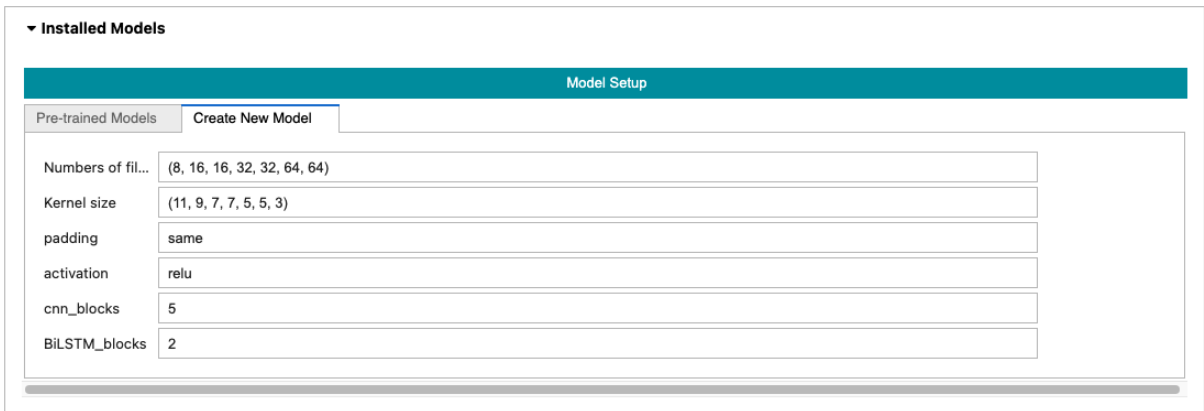 Installed Models
Model Setup
Pre-trained Models Create New Model
Numbers of fil... (8, 16, 16, 32, 32, 64, 64)
Kernel size (11, 9, 7, 7, 5, 5, 3)
padding same
activation relu
cnn_blocks 5
BiLSTM_blocks 2